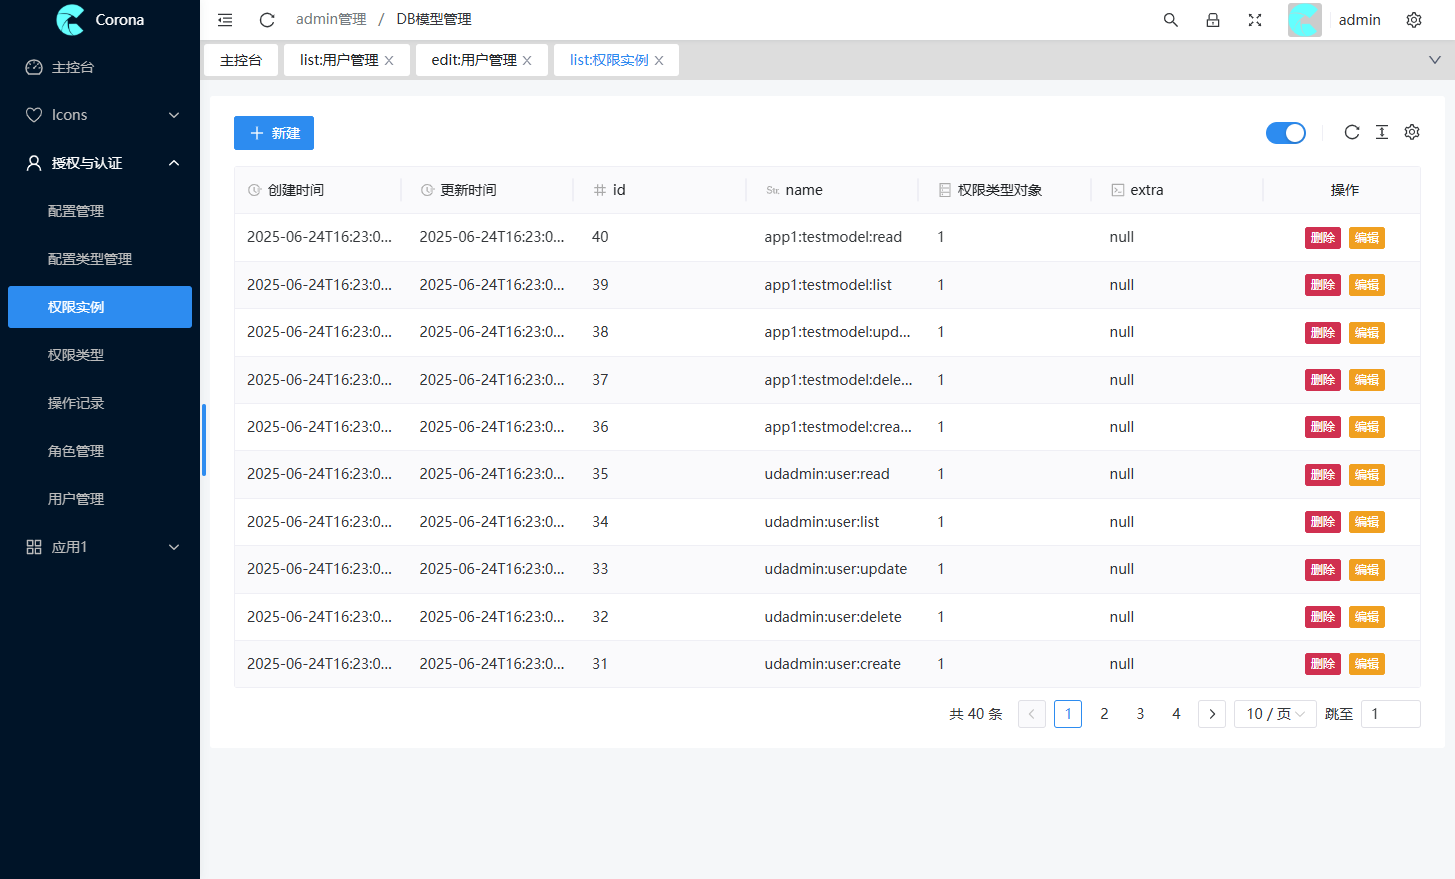 Corona
admin管理 / DB模型管理
admin
主控台
list:用户管理
edit:用户管理
list:权限实例
主控台
Icons
授权与认证
配置管理
配置类型管理
权限实例
权限类型
操作记录
角色管理
用户管理
应用1
新建
创建时间 更新时间 id Str. name 权限类型对象 extra 操作
2025-06-24T16:23:0... 2025-06-24T16:23:0... 40 app1:testmodel:read 1 null 删除 编辑
2025-06-24T16:23:0... 2025-06-24T16:23:0... 39 app1:testmodel:list 1 null 删除 编辑
2025-06-24T16:23:0... 2025-06-24T16:23:0... 38 app1:testmodel:upd... 1 null 删除 编辑
2025-06-24T16:23:0... 2025-06-24T16:23:0... 37 app1:testmodel:dele... 1 null 删除 编辑
2025-06-24T16:23:0... 2025-06-24T16:23:0... 36 app1:testmodel:crea... 1 null 删除 编辑
2025-06-24T16:23:0... 2025-06-24T16:23:0... 35 udadmin:user:read 1 null 删除 编辑
2025-06-24T16:23:0... 2025-06-24T16:23:0... 34 udadmin:user:list 1 null 删除 编辑
2025-06-24T16:23:0... 2025-06-24T16:23:0... 33 udadmin:user:update 1 null 删除 编辑
2025-06-24T16:23:0... 2025-06-24T16:23:0... 32 udadmin:user:delete 1 null 删除 编辑
2025-06-24T16:23:0... 2025-06-24T16:23:0... 31 udadmin:user:create 1 null 删除 编辑
共 40 条 1 2 3 4 10 / 页 跳至 1